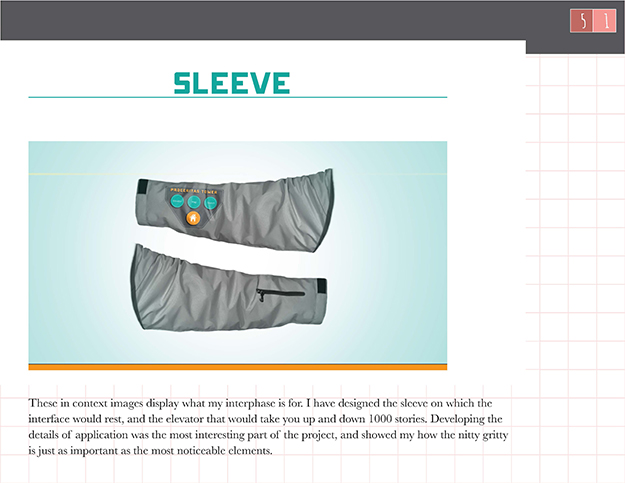 5 1
SLEEVE
These in context images display what my interphase is for. I have designed the sleeve on which the
interface would rest, and the elevator that would take you up and down 1000 stories. Developing the
details of application was the most interesting part of the project, and showed my how the nitty gritty
is just as important as the most noticeable elements.